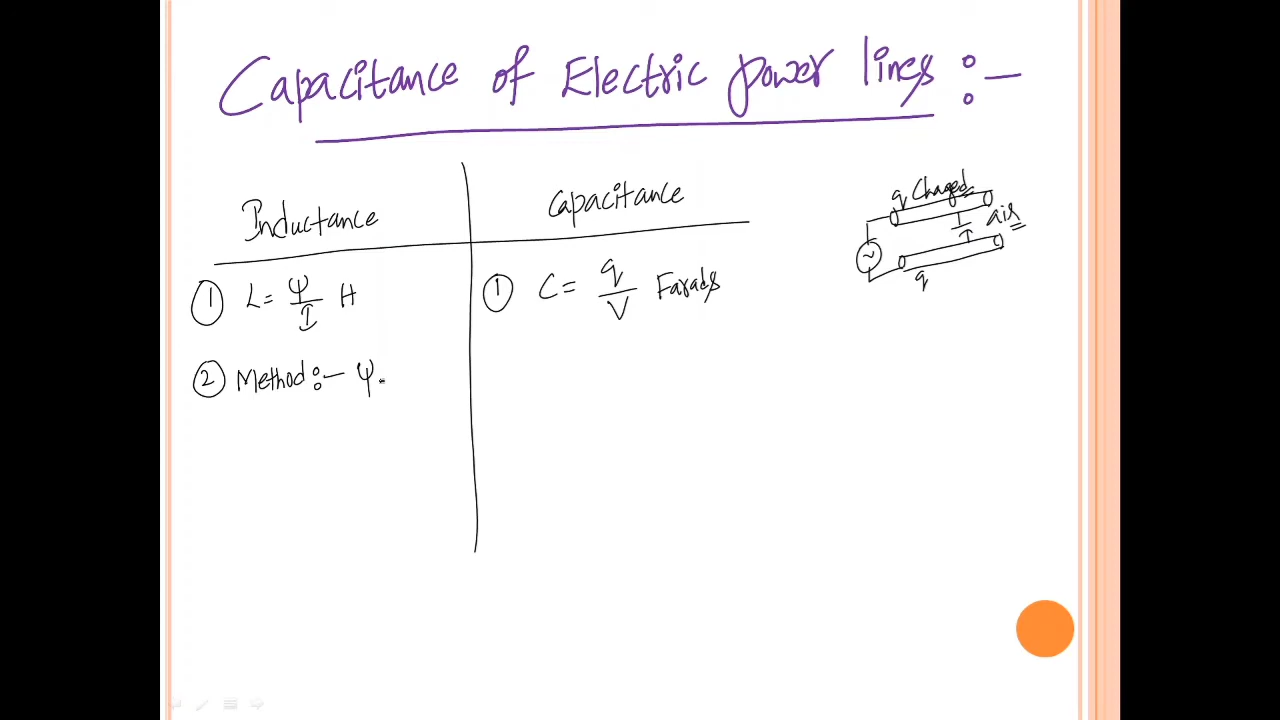 Capacitance of Electric power lines :-
Inductance
Capacitance
① L = Ψ/I H
① C = q/V Farads
② Method :- Ψ
q Charged
air
q